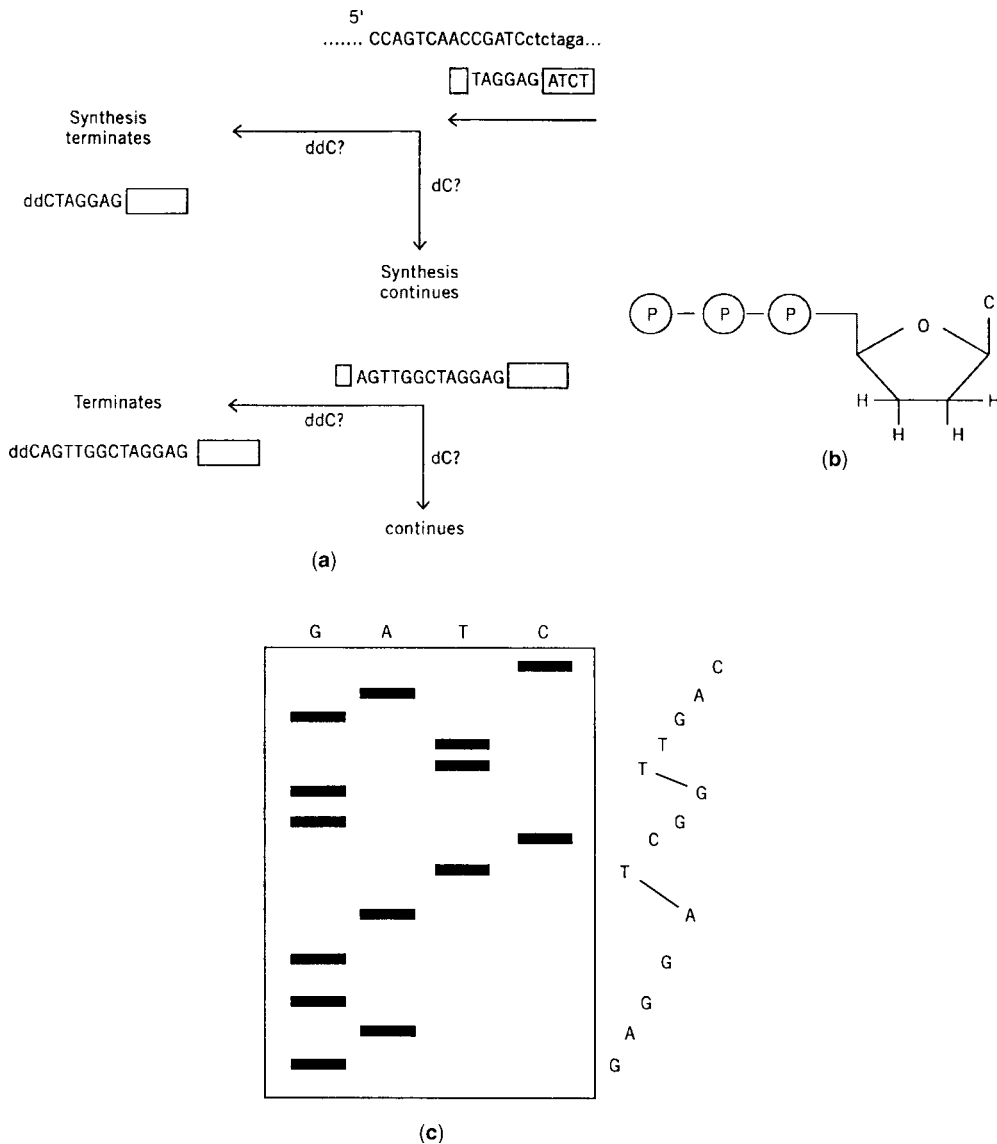 5'
....... CCAGTCAACCGATCctctaga...
TAGGAG ATCT
Synthesis
terminates
ddC?
dC?
ddCTAGGAG
Synthesis
continues
AGTTGGCTAGGAG
Terminates
ddC?
ddCAGTTGGCTAGGAG
dC?
continues
(a)
P P P O C
H H
H H
(b)
G A T C
C
A
G
T
T
G
G
C
T
A
G
G
A
G
(c)